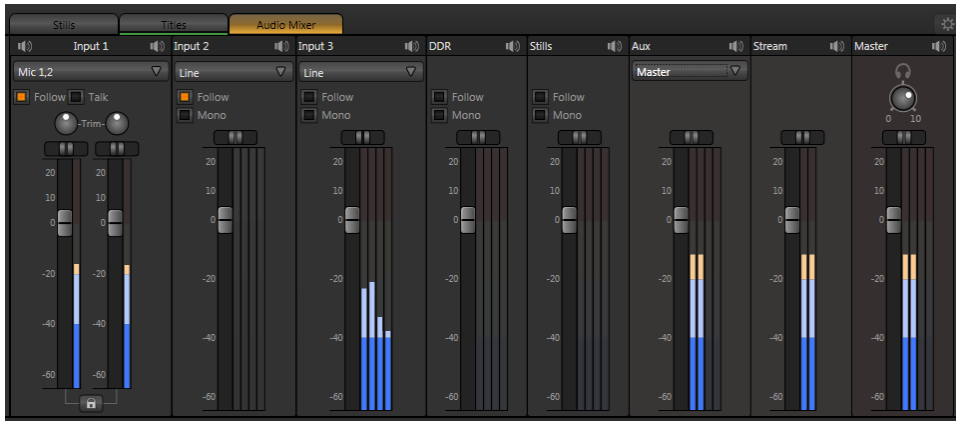 Stills Titles Audio Mixer
Input 1 Input 2 Input 3 DDR Stills Aux Stream Master
Mic 1,2 Line Line Master
Follow Talk Follow Follow Follow Follow
Mono Mono Mono Mono
-Trim-
0 10
20 20 20 20 20 20 20 20 20
10 10 10 10 10 10 10 10 10
0 0 0 0 0 0 0 0 0
-20 -20 -20 -20 -20 -20 -20 -20 -20
-40 -40 -40 -40 -40 -40 -40 -40 -40
-60 -60 -60 -60 -60 -60 -60 -60 -60